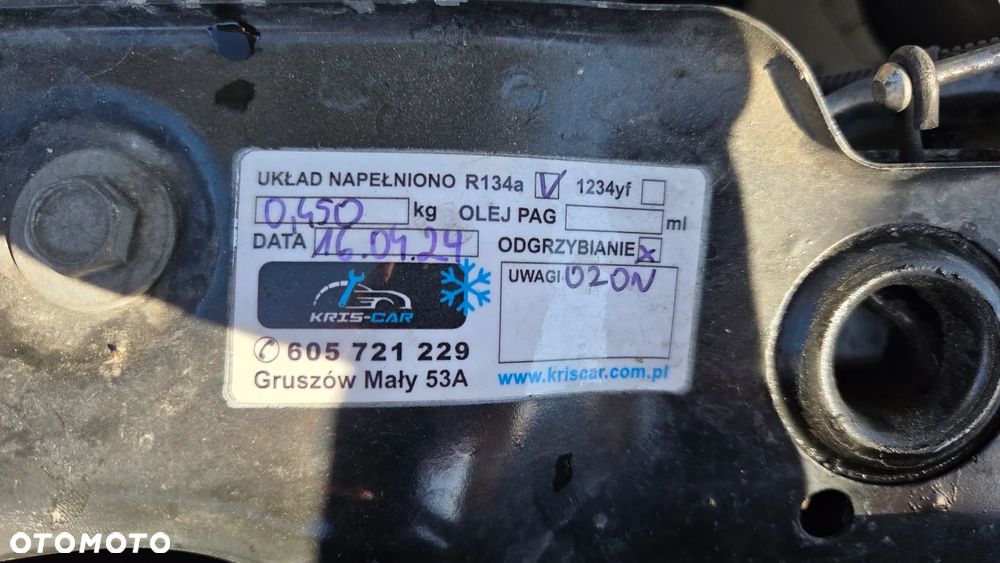 UKŁAD NAPEŁNIONO R134a V 1234yf
0,450 kg OLEJ PAG ml
DATA 16.04.24 ODGRZYBIANIE x
UWAGI OZON
KRIS-CAR
605 721 229
Gruszów Mały 53A
www.kriscar.com.pl
OTOMOTO